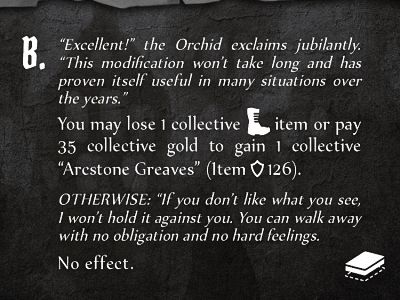 B. “Excellent!” the Orchid exclaims jubilantly.
“This modification won’t take long and has
proven itself useful in many situations over
the years.”
You may lose 1 collective item or pay
35 collective gold to gain 1 collective
“Arcstone Greaves” (Item 126).
OTHERWISE: “If you don’t like what you see,
I won’t hold it against you. You can walk away
with no obligation and no hard feelings.
No effect.